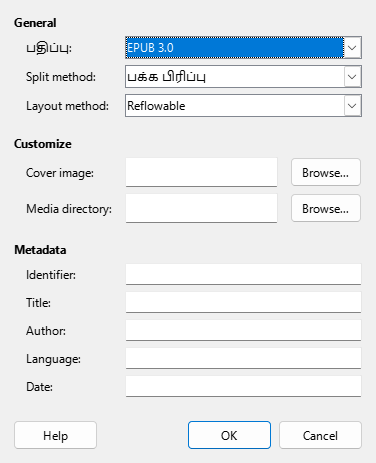 General
பதிப்பு: EPUB 3.0
Split method: பக்க பிரிப்பு
Layout method: Reflowable
Customize
Cover image: Browse...
Media directory: Browse...
Metadata
Identifier:
Title:
Author:
Language:
Date:
Help OK Cancel